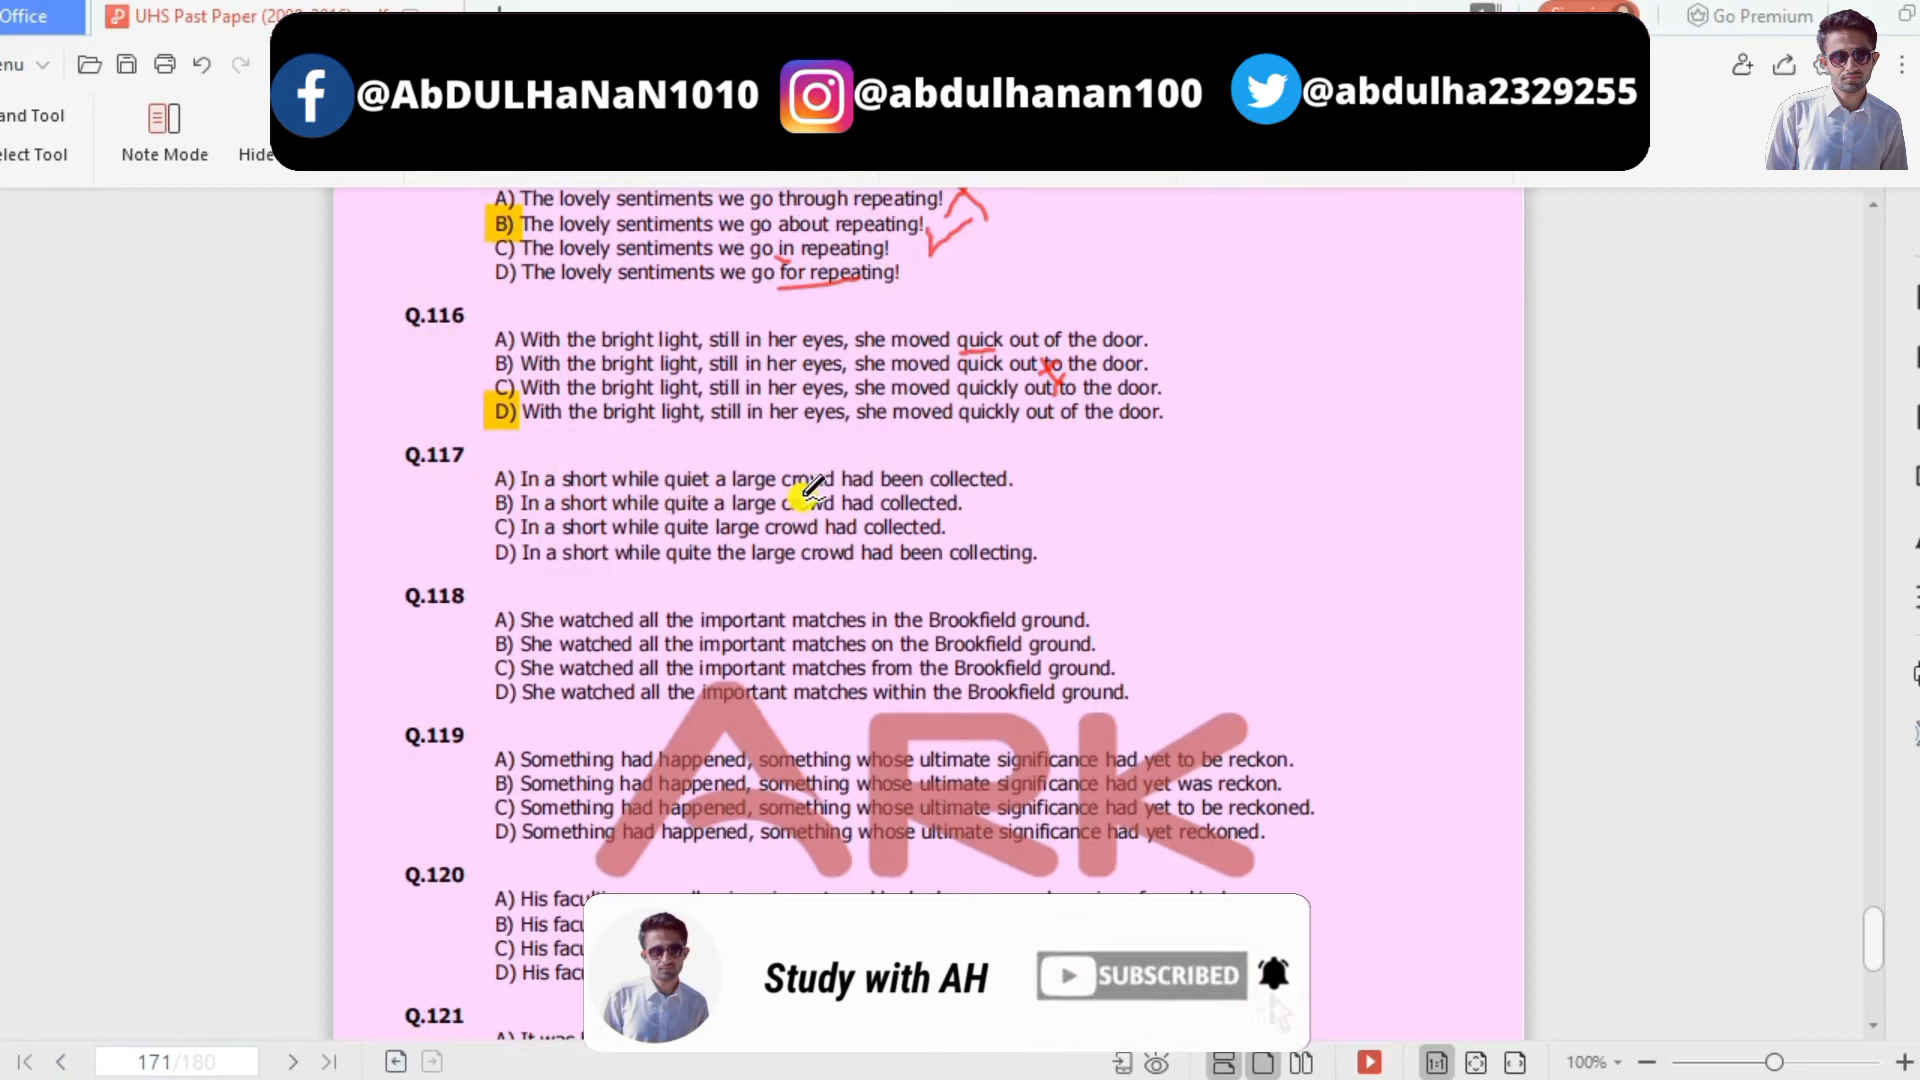 Office
UHS Past Paper
Go Premium
@AbDULHaNaN1010
@abdulhanan100
@abdulha2329255
Note Mode
A) The lovely sentiments we go through repeating!
B) The lovely sentiments we go about repeating!
C) The lovely sentiments we go in repeating!
D) The lovely sentiments we go for repeating!
Q.116
A) With the bright light, still in her eyes, she moved quick out of the door.
B) With the bright light, still in her eyes, she moved quick out to the door.
C) With the bright light, still in her eyes, she moved quickly out to the door.
D) With the bright light, still in her eyes, she moved quickly out of the door.
Q.117
A) In a short while quiet a large crowd had been collected.
B) In a short while quite a large crowd had collected.
C) In a short while quite large crowd had collected.
D) In a short while quite the large crowd had been collecting.
Q.118
A) She watched all the important matches in the Brookfield ground.
B) She watched all the important matches on the Brookfield ground.
C) She watched all the important matches from the Brookfield ground.
D) She watched all the important matches within the Brookfield ground.
ARK
Q.119
A) Something had happened, something whose ultimate significance had yet to be reckon.
B) Something had happened, something whose ultimate significance had yet was reckon.
C) Something had happened, something whose ultimate significance had yet to be reckoned.
D) Something had happened, something whose ultimate significance had yet reckoned.
Q.120
A) His
B) His
C) His
D) His
Study with AH
SUBSCRIBED
Q.121
171/180
100%